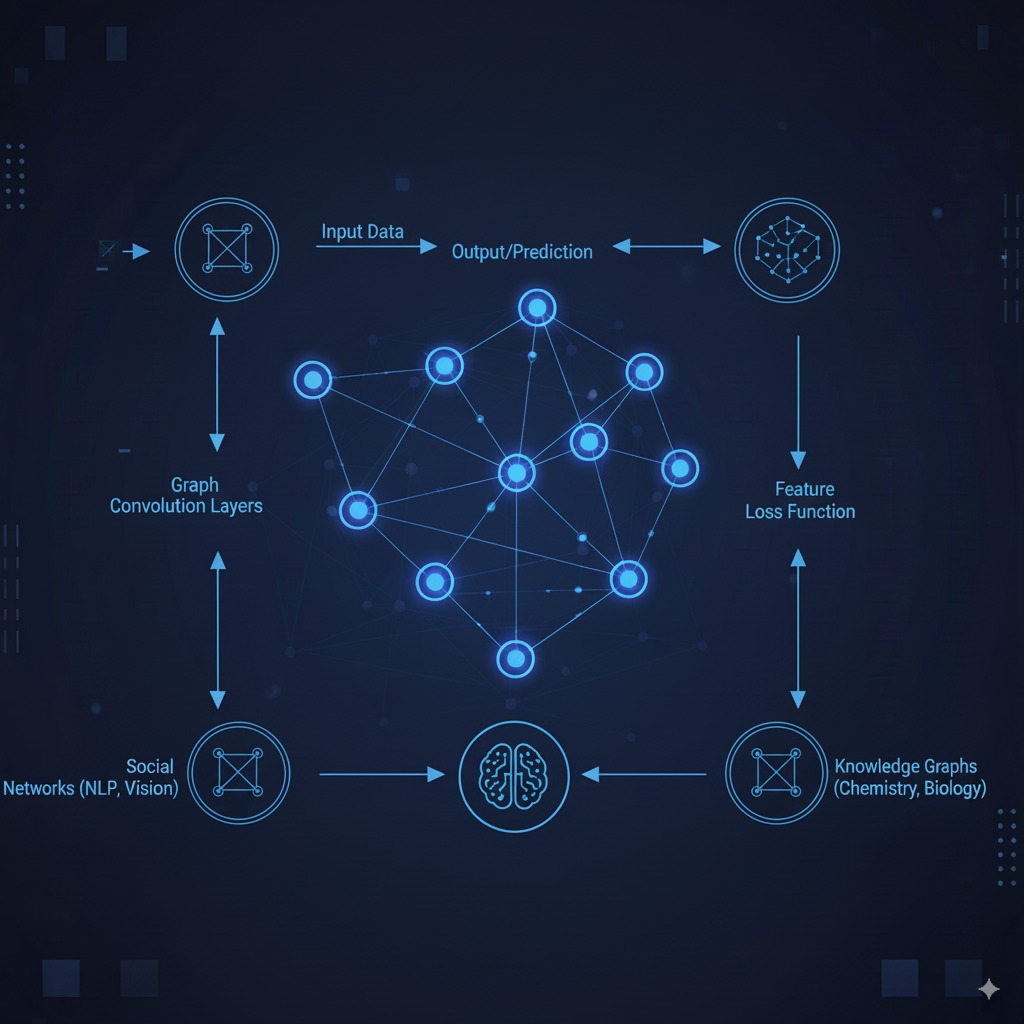 Input Data
Output/Prediction
Graph
Convolution Layers
Feature
Loss Function
Social
Networks (NLP, Vision)
Knowledge Graphs
(Chemistry, Biology)